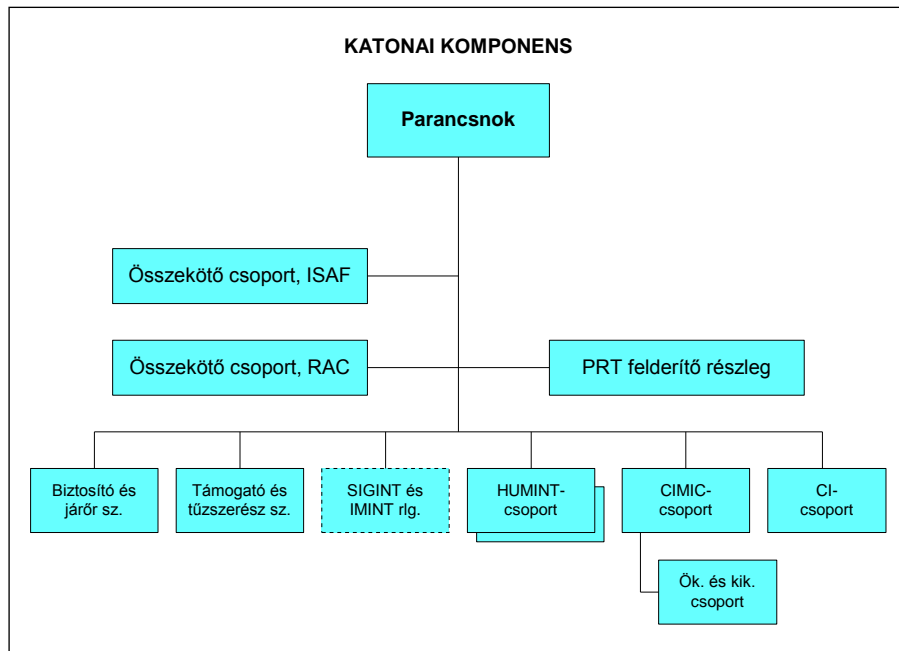 KATONAI KOMPONENS
Parancsnok
Összekötő csoport, ISAF
Összekötő csoport, RAC
PRT felderítő részleg
Biztosító és
járőr sz.
Támogató és
tűzszerész sz.
SIGINT és
IMINT rlg.
HUMINT-
csoport
CIMIC-
csoport
CI-
csoport
Ök. és kik.
csoport